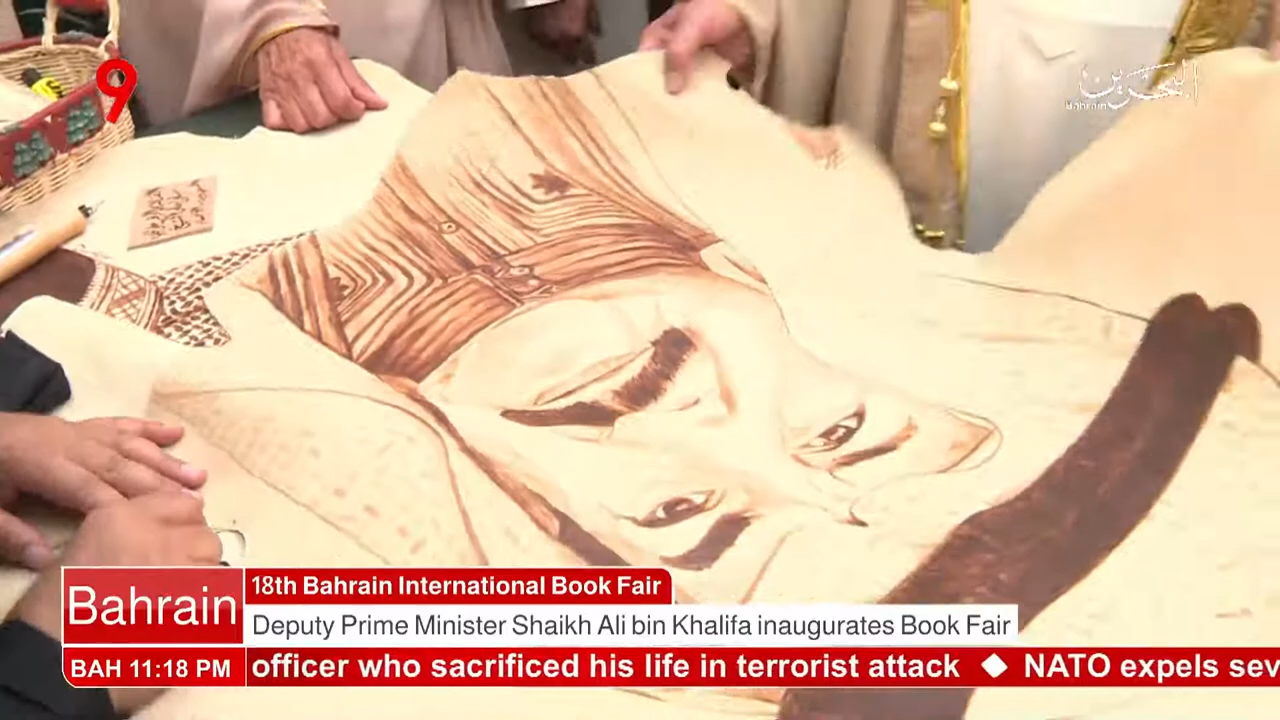 9
البحرين
Bahrain
Bahrain
18th Bahrain International Book Fair
Deputy Prime Minister Shaikh Ali bin Khalifa inaugurates Book Fair
BAH 11:18 PM
officer who sacrificed his life in terrorist attack ◆ NATO expels sev